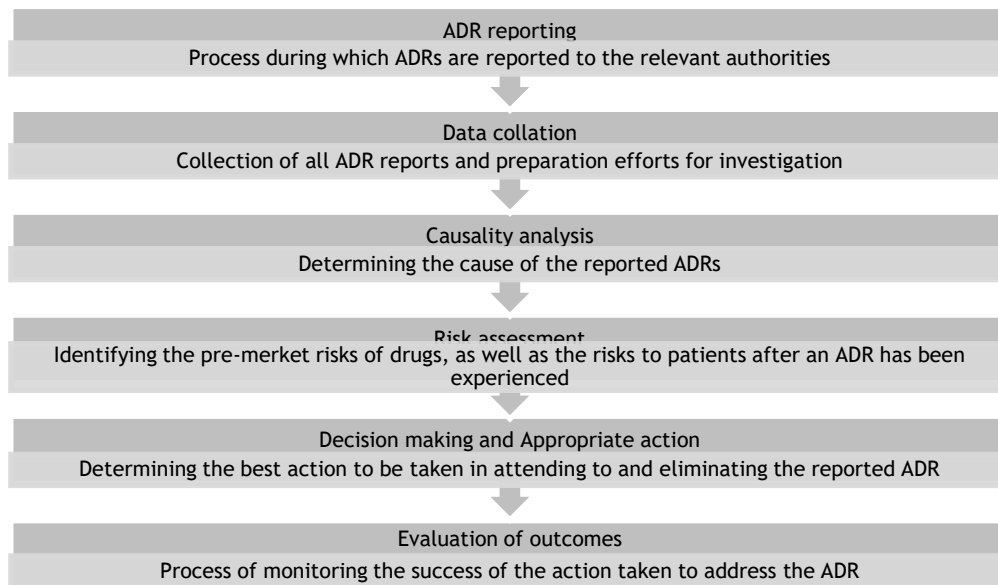 ADR reporting
Process during which ADRs are reported to the relevant authorities
Data collation
Collection of all ADR reports and preparation efforts for investigation
Causality analysis
Determining the cause of the reported ADRs
Risk assessment
Identifying the pre-merket risks of drugs, as well as the risks to patients after an ADR has been
experienced
Decision making and Appropriate action
Determining the best action to be taken in attending to and eliminating the reported ADR
Evaluation of outcomes
Process of monitoring the success of the action taken to address the ADR